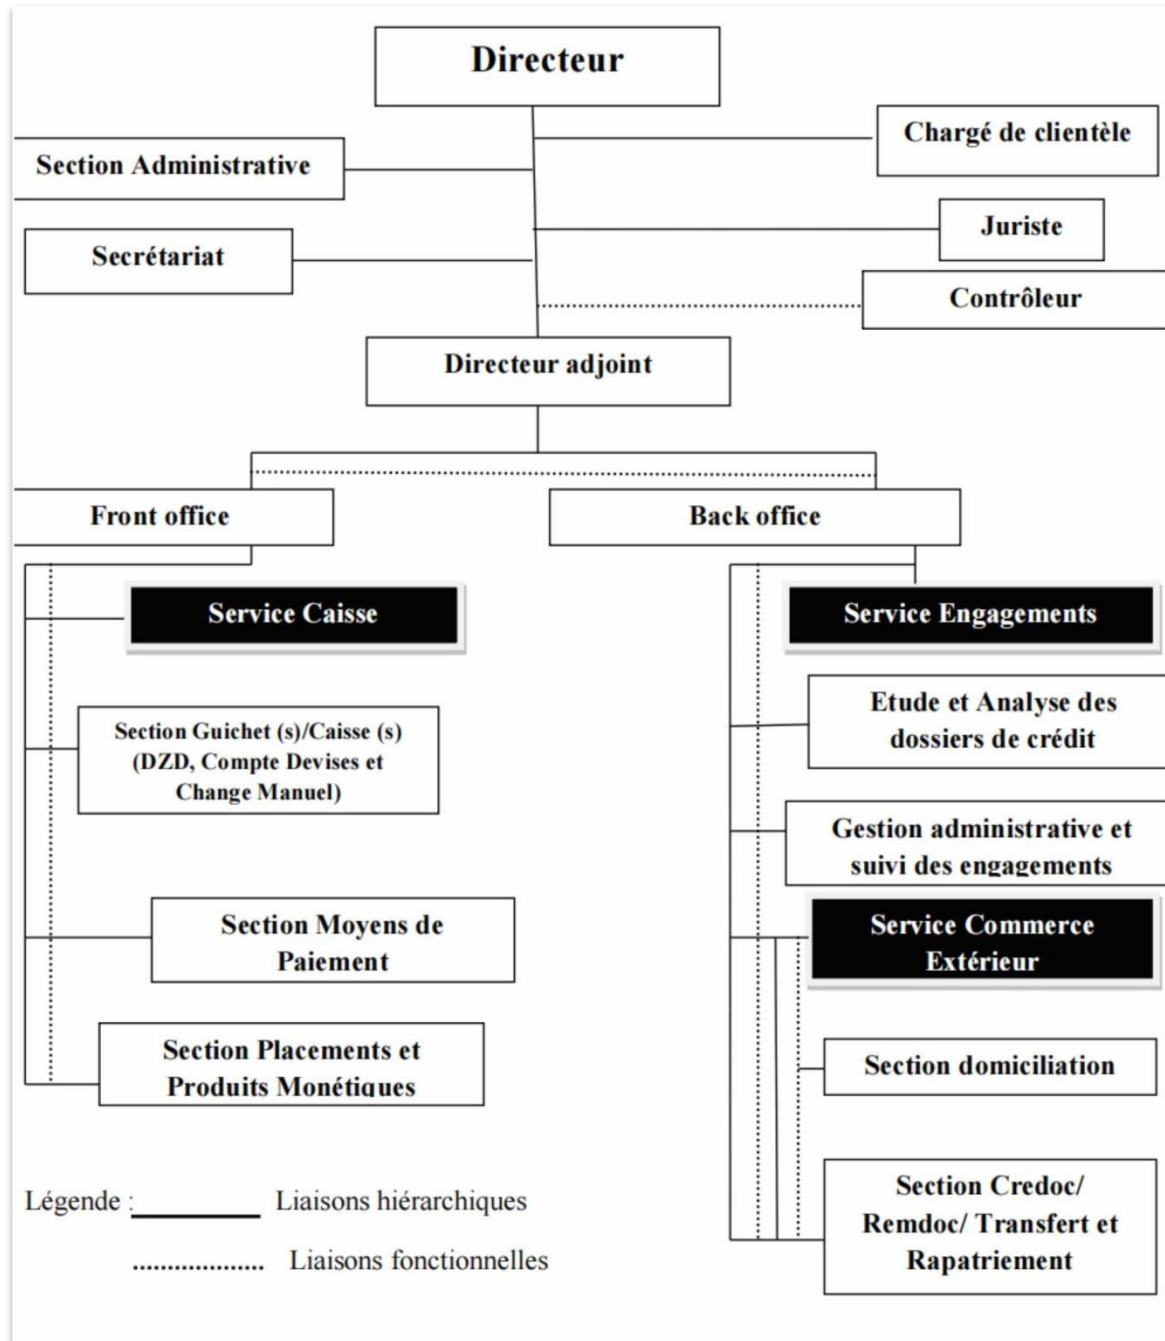 Directeur
Chargé de clientèle
Section Administrative
Juriste
Secrétariat
Contrôleur
Directeur adjoint
Front office
Back office
Service Caisse
Section Guichet (s)/Caisse (s)
(DZD, Compte Devises et
Change Manuel)
Section Moyens de
Paiement
Section Placements et
Produits Monétiques
Service Engagements
Etude et Analyse des
dossiers de crédit
Gestion administrative et
suivi des engagements
Service Commerce
Extérieur
Section domiciliation
Section Credoc/
Remdoc/ Transfert et
Rapatriement
Légende : Liaisons hiérarchiques
Liaisons fonctionnelles